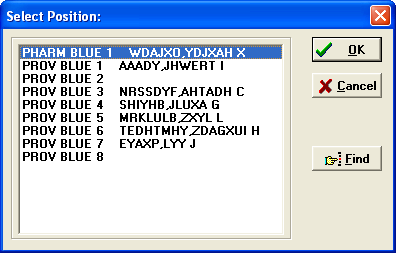 Select Position:
PHARM BLUE 1 WDAJXO,YDJXAH X
PROV BLUE 1 AAADY,JHWERT I
PROV BLUE 2
PROV BLUE 3 NRSSDYF,AHTADH C
PROV BLUE 4 SHIYHB,JLUXA G
PROV BLUE 5 MRKLULB,ZXYL L
PROV BLUE 6 TEDHTMHY,ZDAGXUI H
PROV BLUE 7 EYAXP,LYY J
PROV BLUE 8
OK
Cancel
Find